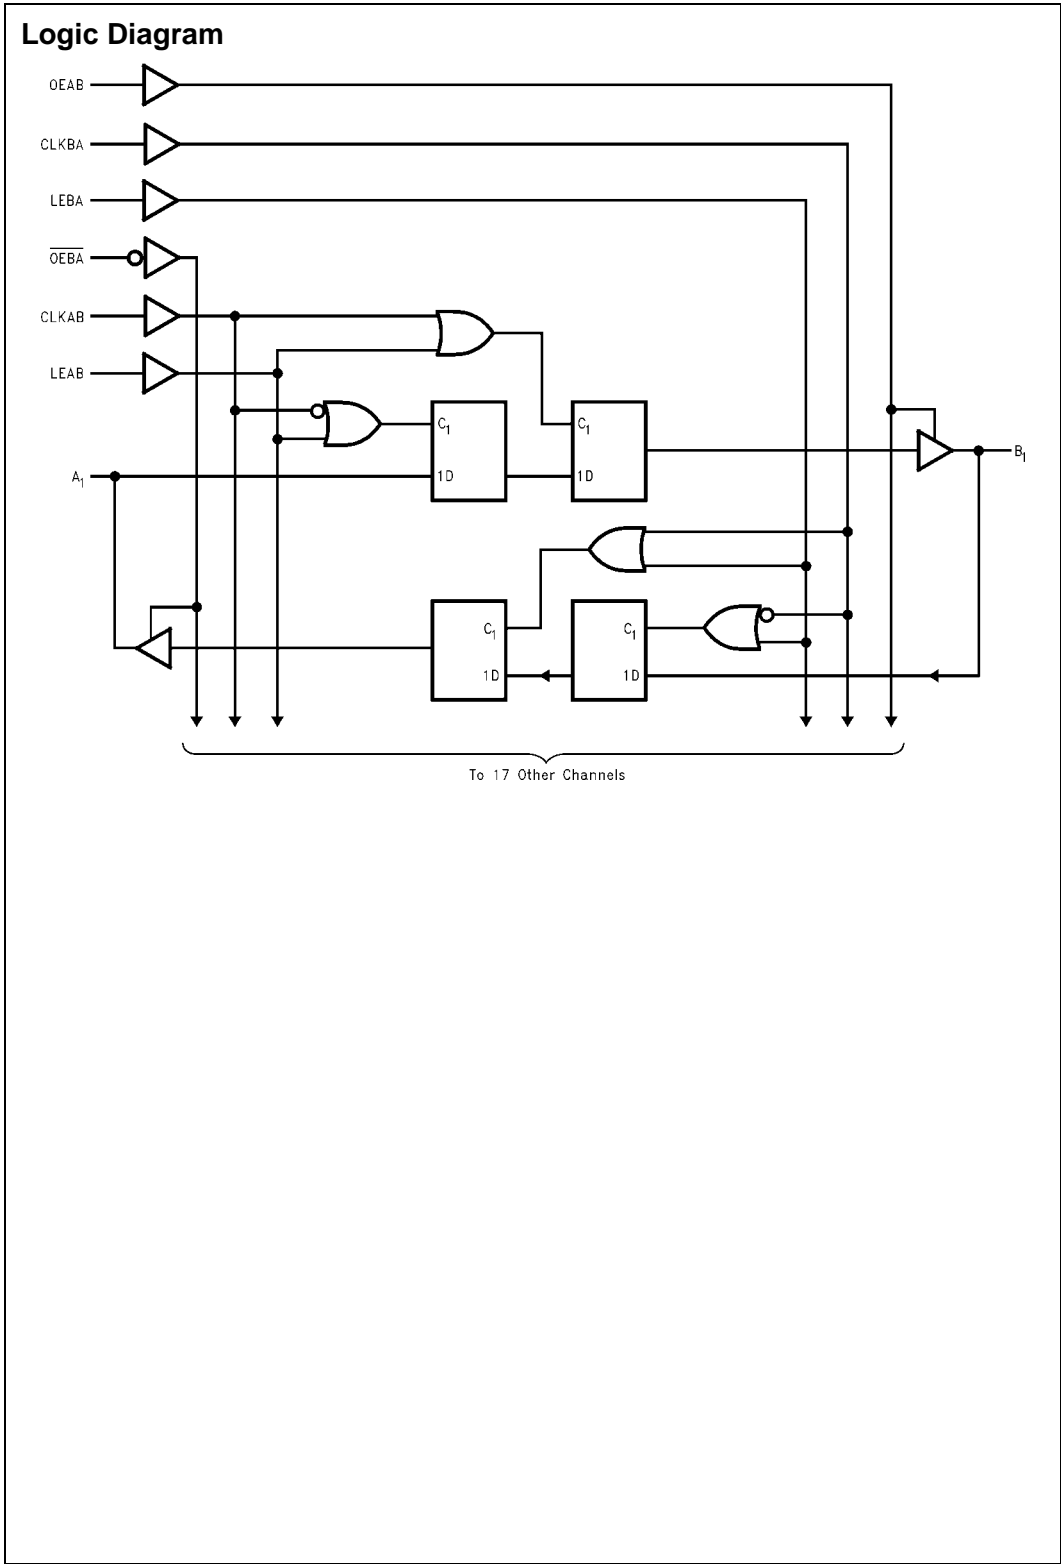 Logic Diagram
OEAB
CLKBA
LEBA
O̅E̅B̅A̅
CLKAB
LEAB
C₁
C₁
B₁
A₁
1D
1D
C₁
C₁
1D
1D
To 17 Other Channels